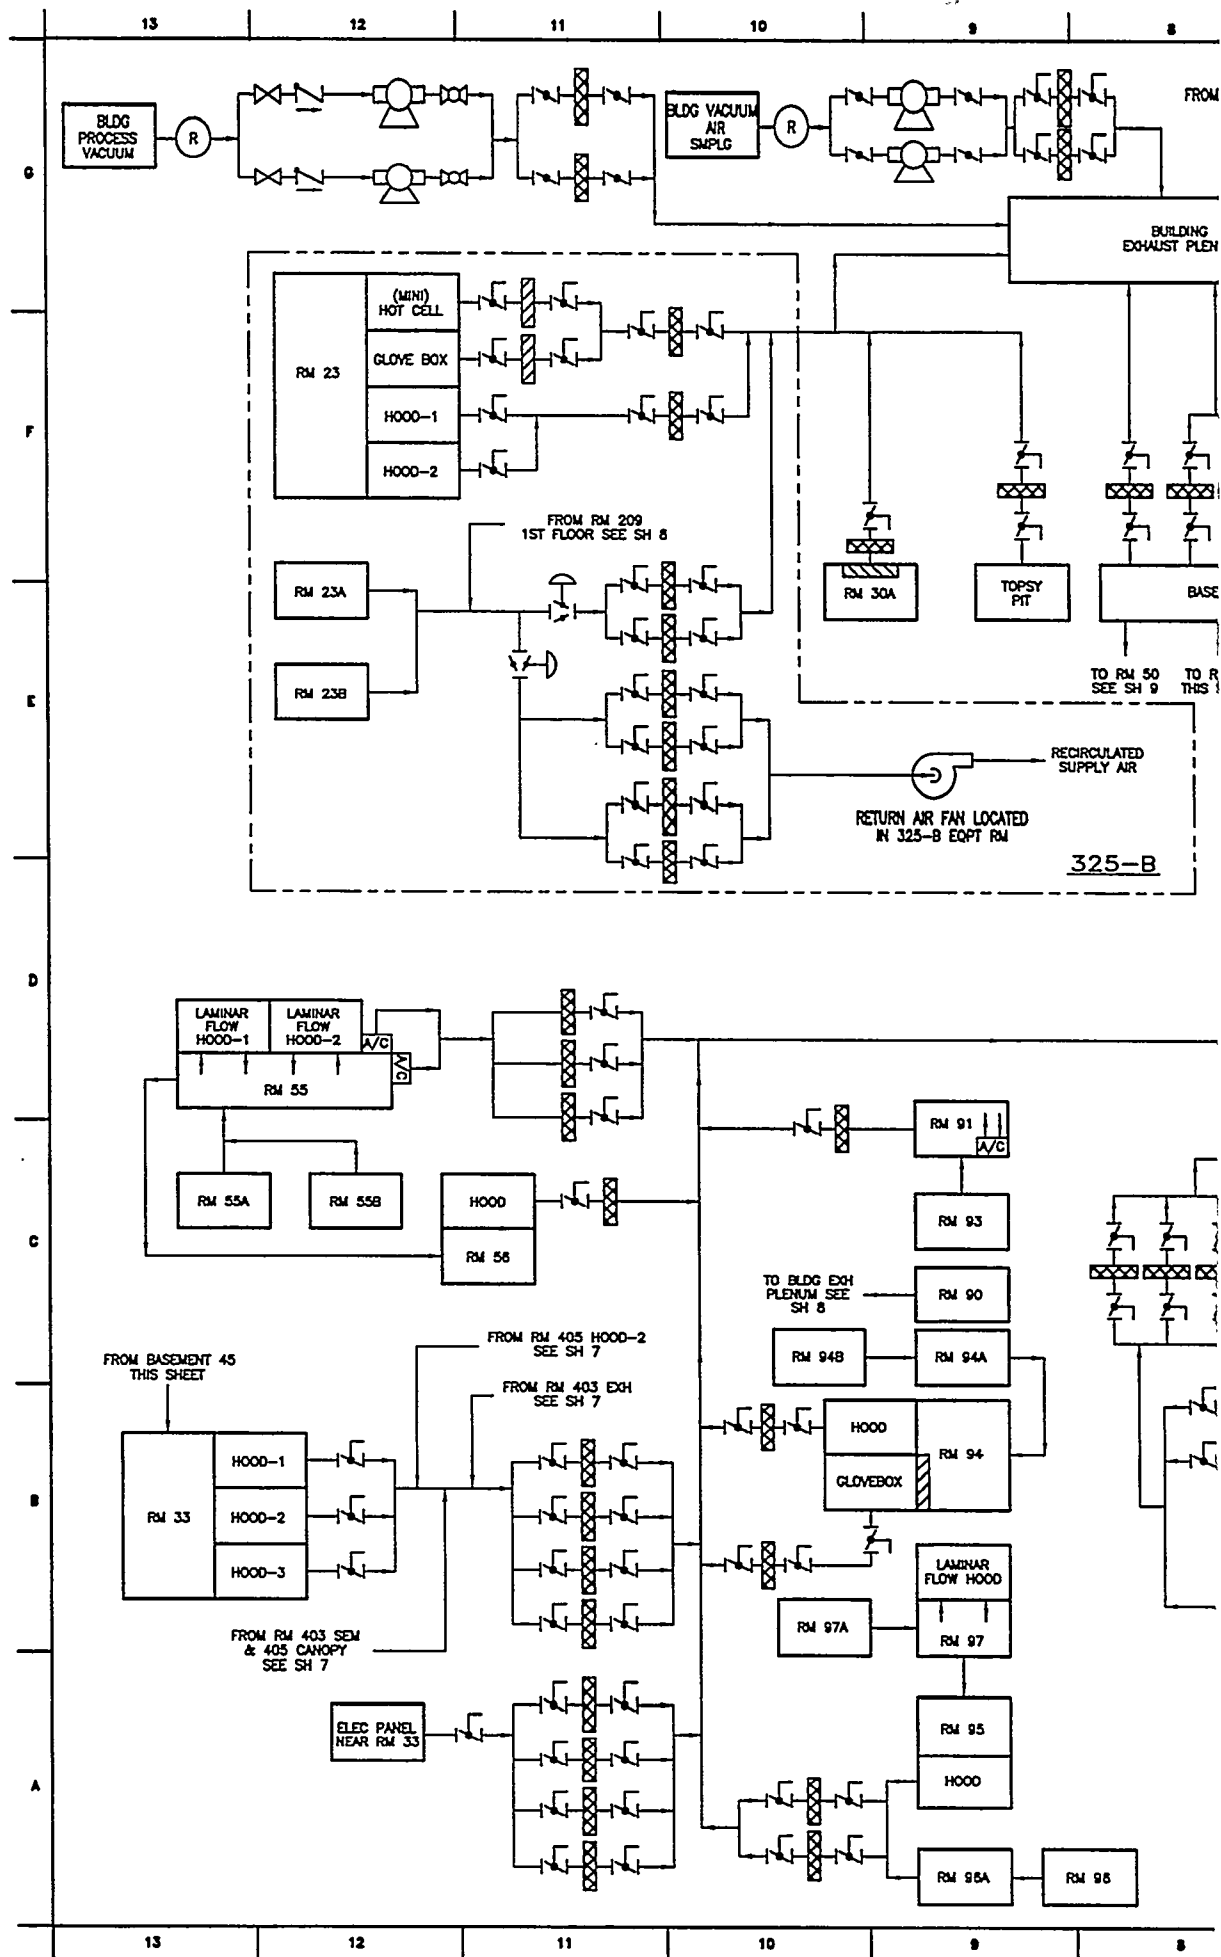 13 12 11 10 9 8
BLDG
PROCESS
VACUUM
R
BLDG VACUUM
AIR
SMPLG
R
FROM
G
BUILDING
EXHAUST PLEN
(MINI)
HOT CELL
RM 23
GLOVE BOX
HOOD-1
HOOD-2
F
FROM RM 209
1ST FLOOR SEE SH 8
RM 23A
RM 30A
TOPSY
PIT
BASE
RM 23B
E
TO RM 50
SEE SH 9
TO R
THIS S
RECIRCULATED
SUPPLY AIR
RETURN AIR FAN LOCATED
IN 325-B EQPT RM
325-B
D
LAMINAR
FLOW
HOOD-1
LAMINAR
FLOW
HOOD-2
A/C
A/C
RM 55
RM 91
A/C
RM 55A
RM 55B
HOOD
RM 56
RM 93
C
TO BLDG EXH
PLENUM SEE
SH 8
RM 90
FROM RM 405 HOOD-2
SEE SH 7
RM 94B
RM 94A
FROM BASEMENT 45
THIS SHEET
FROM RM 403 EXH
SEE SH 7
HOOD
RM 94
GLOVEBOX
RM 33
HOOD-1
HOOD-2
HOOD-3
B
LAMINAR
FLOW HOOD
RM 97A
RM 97
FROM RM 403 SEM
& 405 CANOPY
SEE SH 7
ELEC PANEL
NEAR RM 33
RM 95
HOOD
A
RM 96A
RM 96
13 12 11 10 9 8